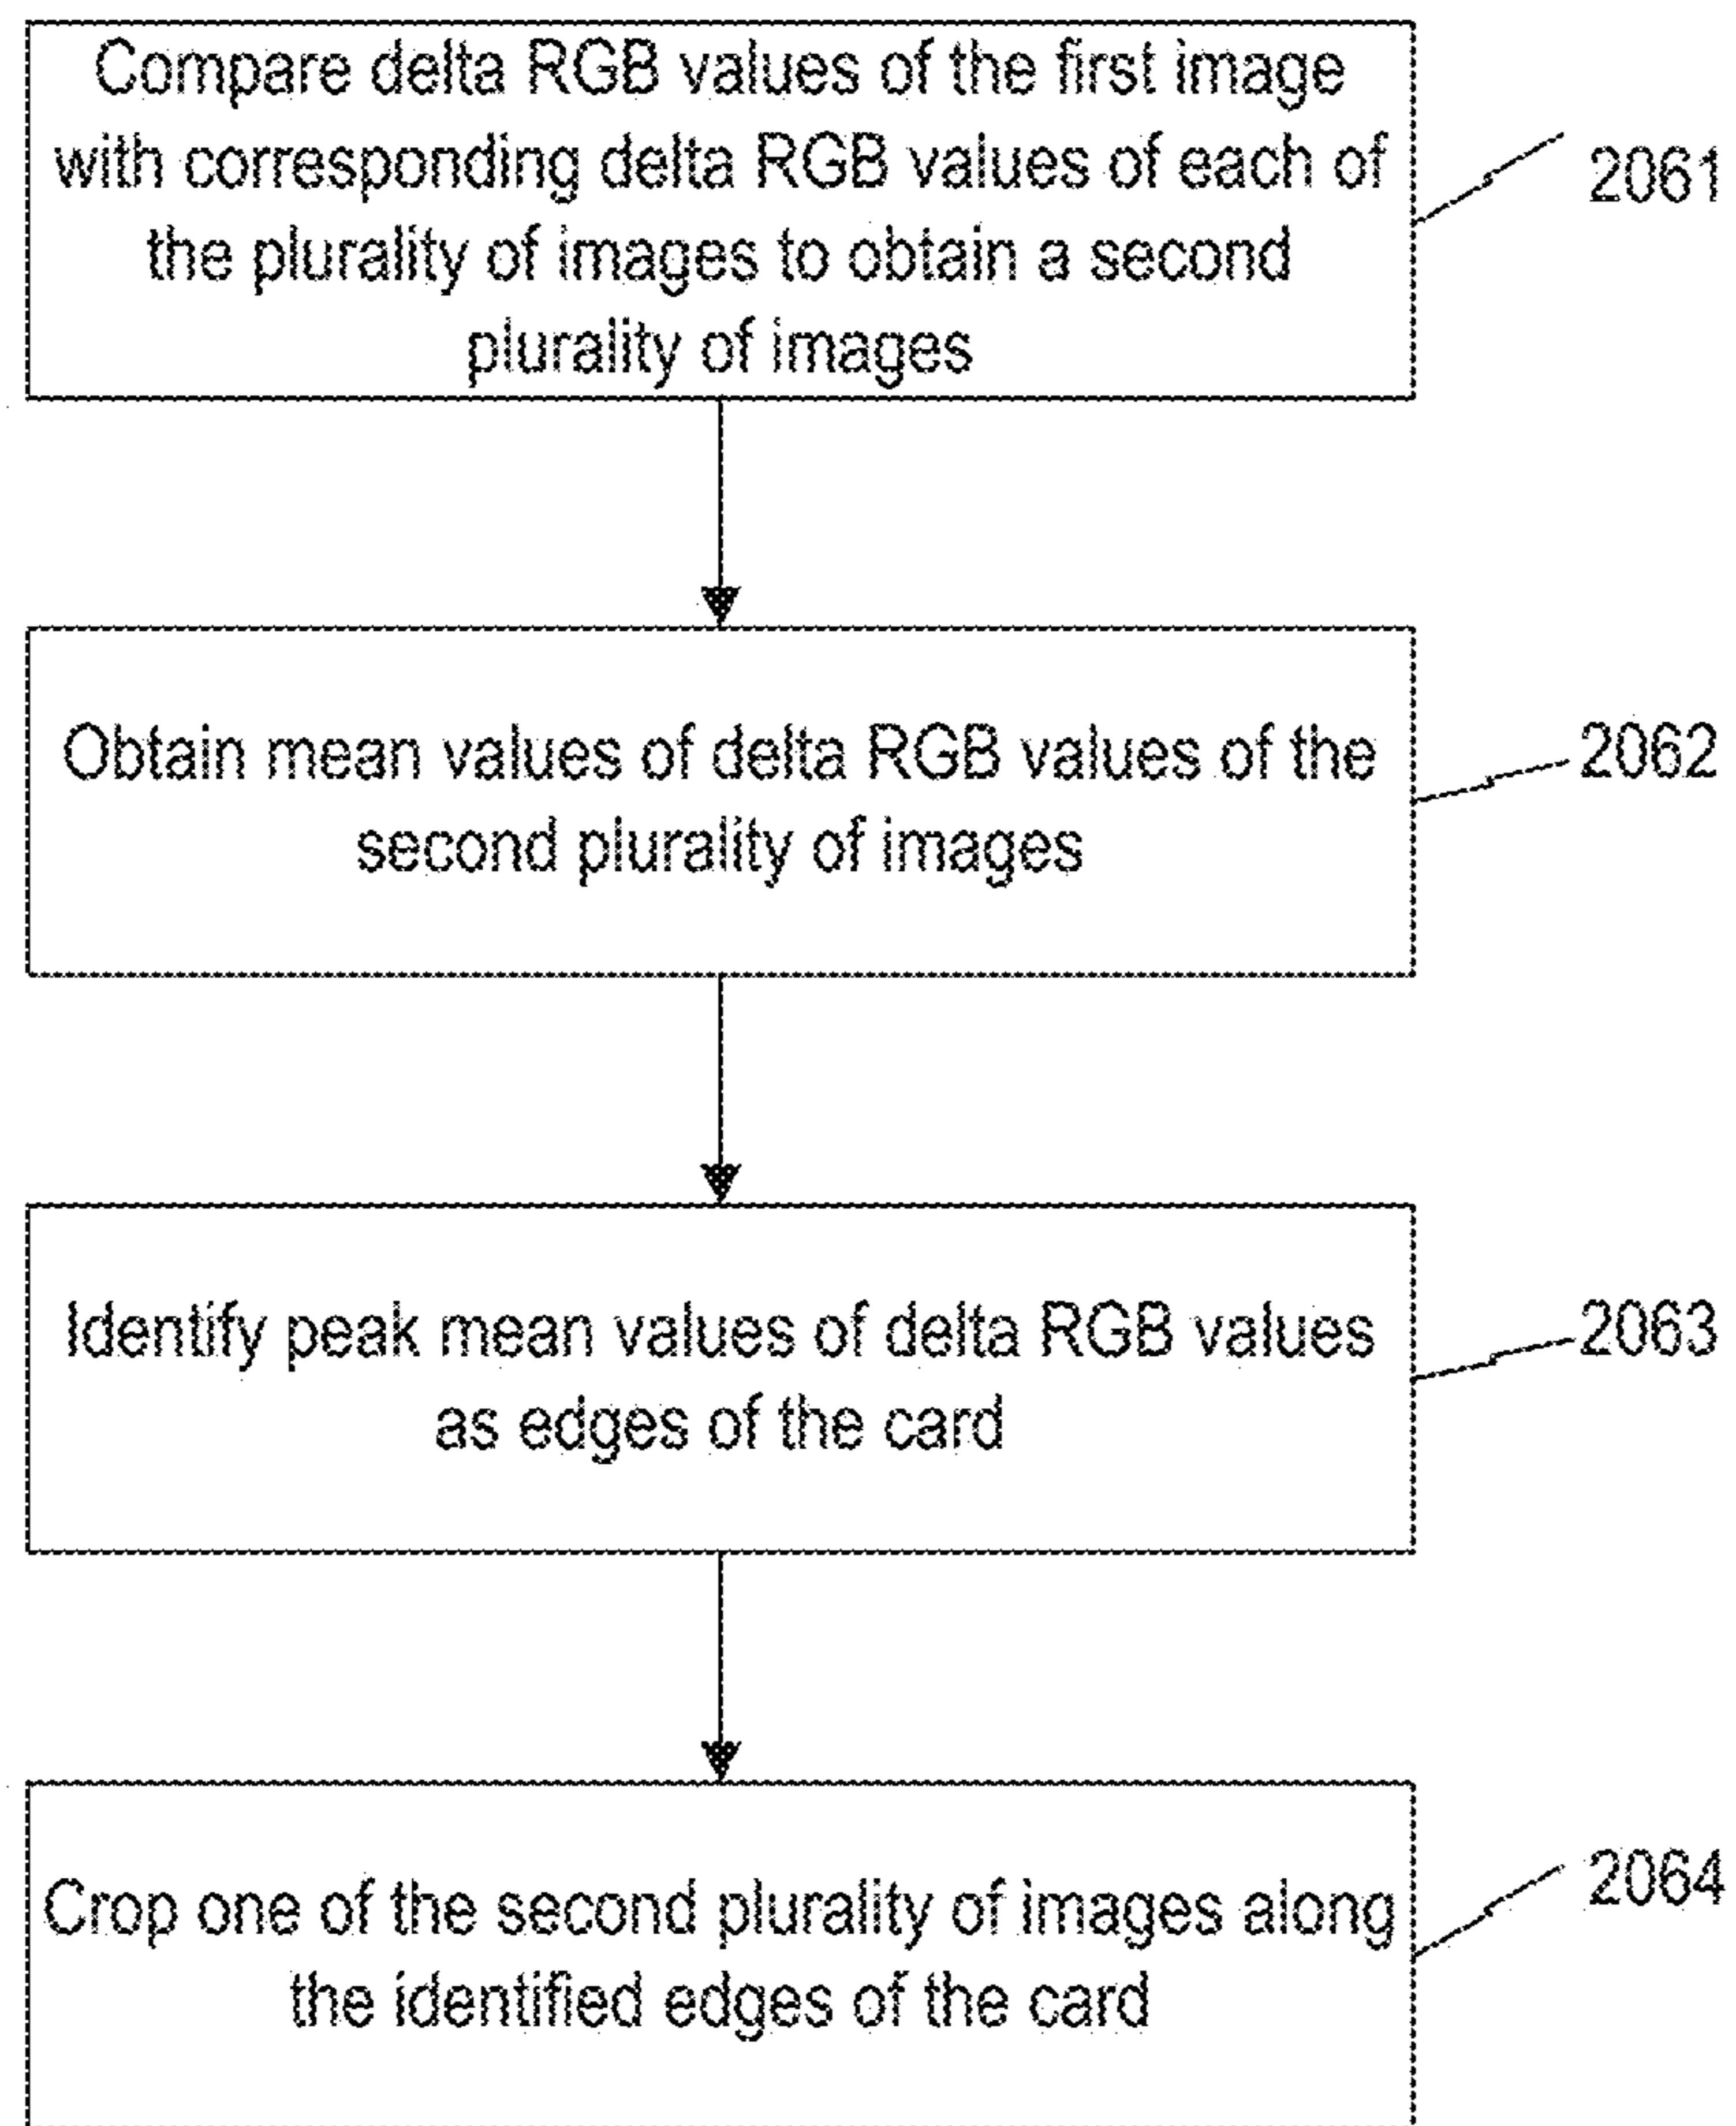 Compare delta RGB values of the first image
with corresponding delta RGB values of each of
the plurality of images to obtain a second
plurality of images
2061
Obtain mean values of delta RGB values of the
second plurality of images
2062
Identify peak mean values of delta RGB values
as edges of the card
2063
Crop one of the second plurality of images along
the identified edges of the card
2064